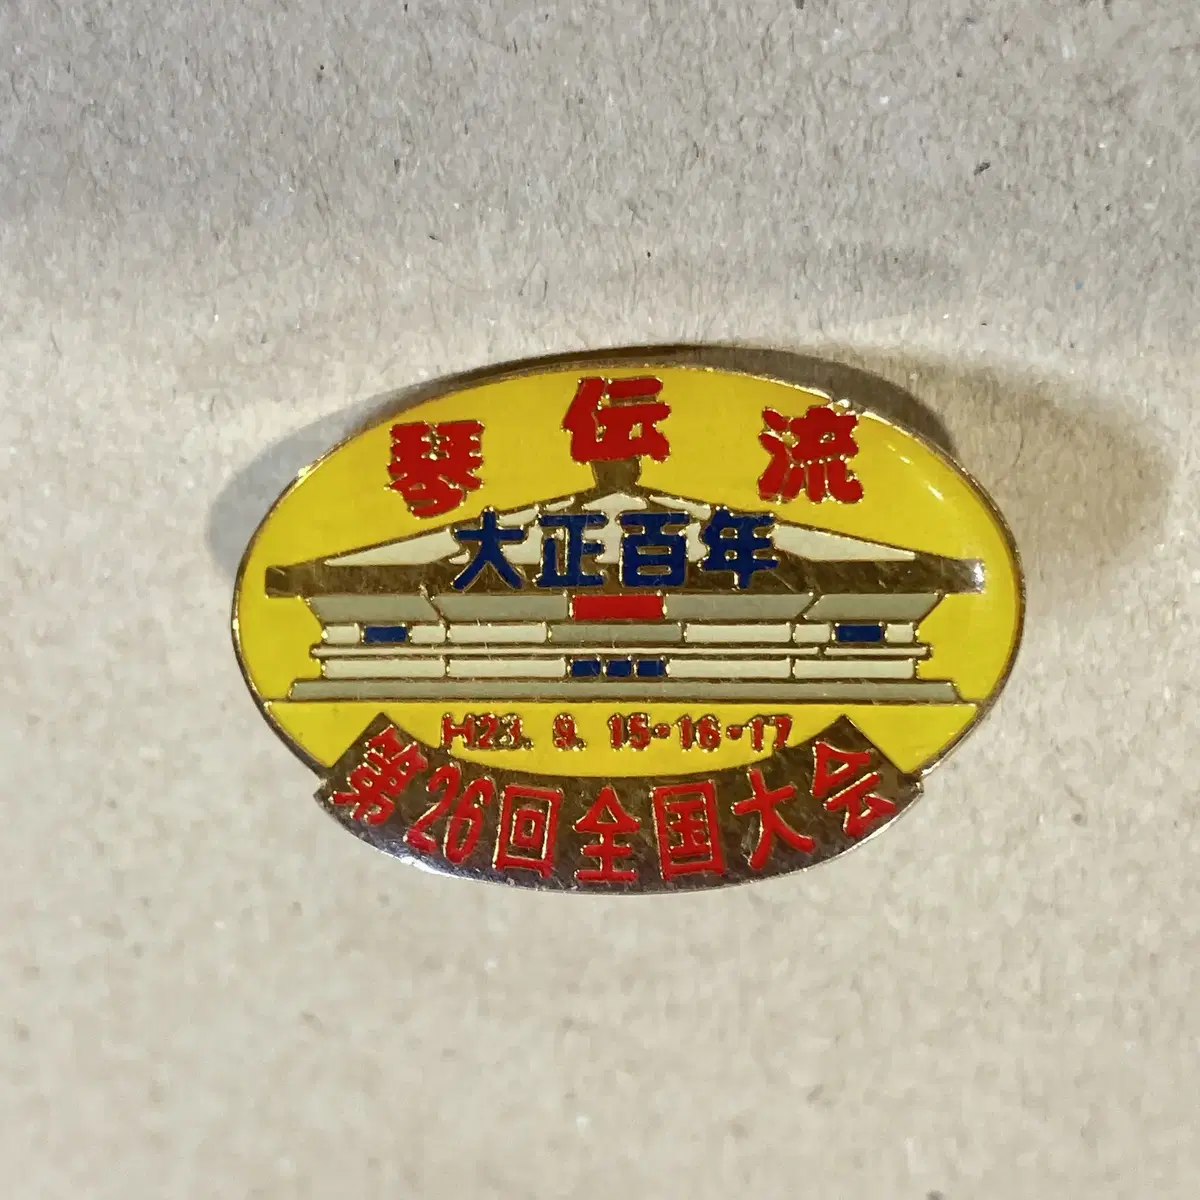 琴伝流
大正百年
H23. 9. 15・16・17
第26回全国大会